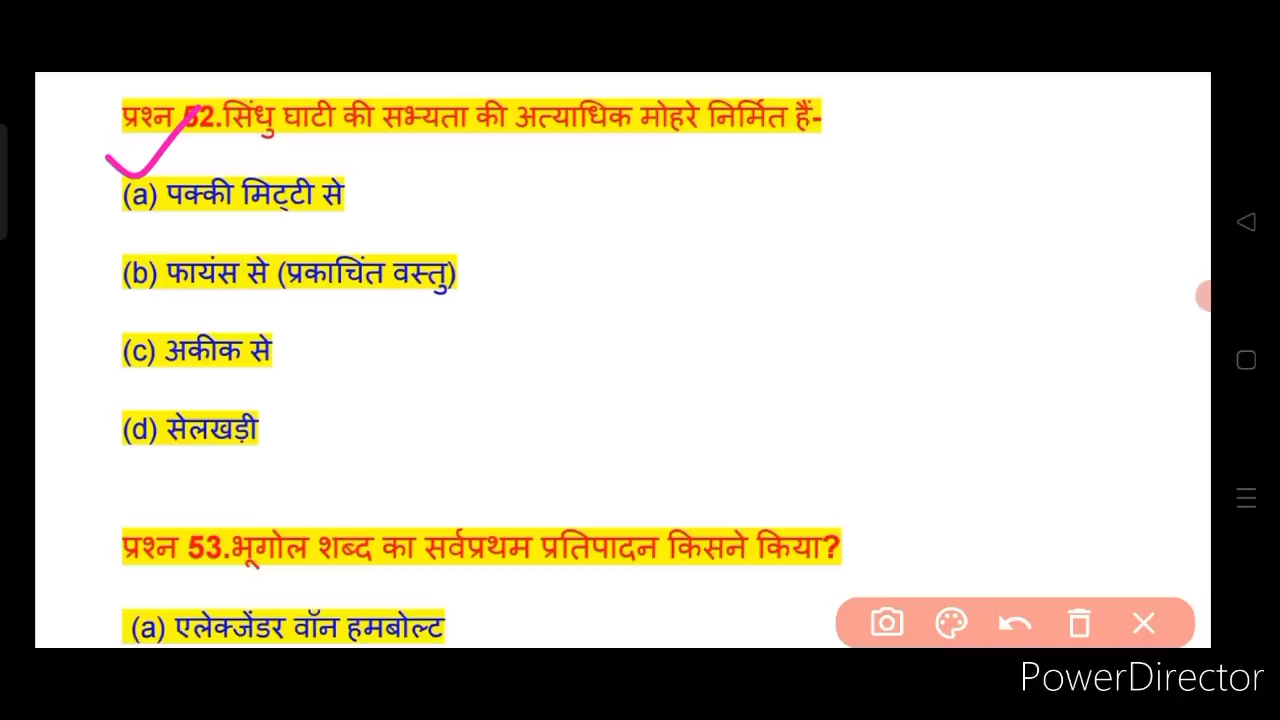 प्रश्न 52.सिंधु घाटी की सभ्यता की अत्याधिक मोहरे निर्मित हैं-
(a) पक्की मिट्टी से
(b) फायंस से (प्रकाचिंत वस्तु)
(c) अकीक से
(d) सेलखड़ी
प्रश्न 53.भूगोल शब्द का सर्वप्रथम प्रतिपादन किसने किया?
(a) एलेक्जेंडर वॉन हमबोल्ट
PowerDirector